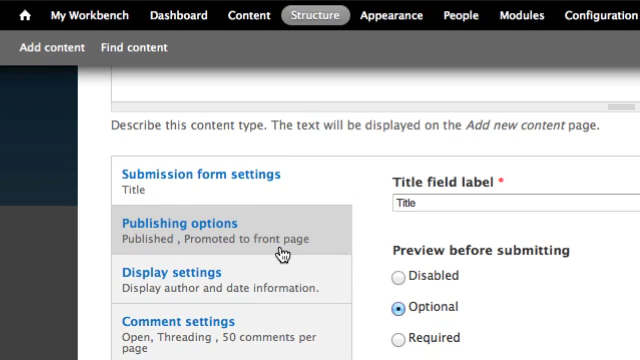 My Workbench Dashboard Content Structure Appearance People Modules Configuration
Add content Find content
Describe this content type. The text will be displayed on the Add new content page.
Submission form settings
Title
Publishing options
Published , Promoted to front page
Display settings
Display author and date information.
Comment settings
Open, Threading , 50 comments per
page
Title field label *
Title
Preview before submitting
Disabled
Optional
Required